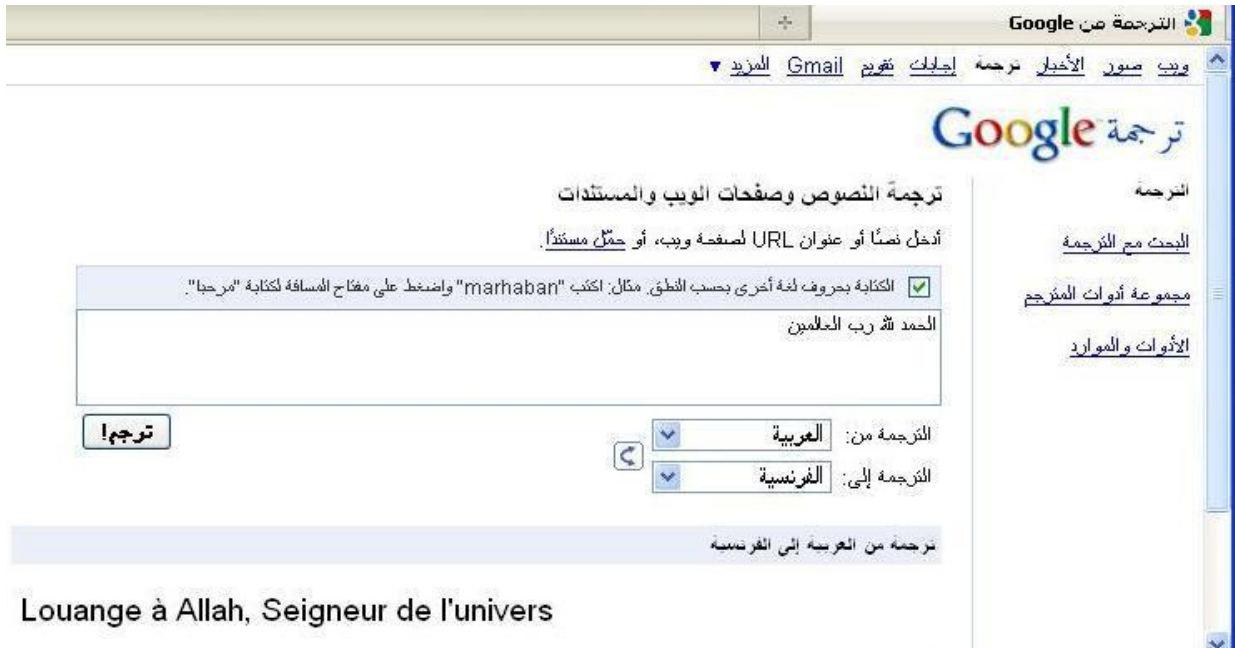 الترجمة من Google
ويب صور الأخبار ترجمة إجابات تقويم Gmail المزيد ▼
ترجمة Google
الترجمة
البحث مع الترجمة
مجموعة أدوات المترجم
الأدوات والموارد
ترجمة النصوص وصفحات الويب والمستندات
أدخل نصًا أو عنوان URL لصفحة ويب، أو حمّل مستندًا.
الكتابة بحروف لغة أخرى بحسب النطق. مثال: اكتب "marhaban" واضغط على مفتاح المسافة لكتابة "مرحبا".
الحمد لله رب العالمين
الترجمة من: العربية
ترجم!
الترجمة إلى: الفرنسية
ترجمة من العربية إلى الفرنسية
Louange à Allah, Seigneur de l'univers